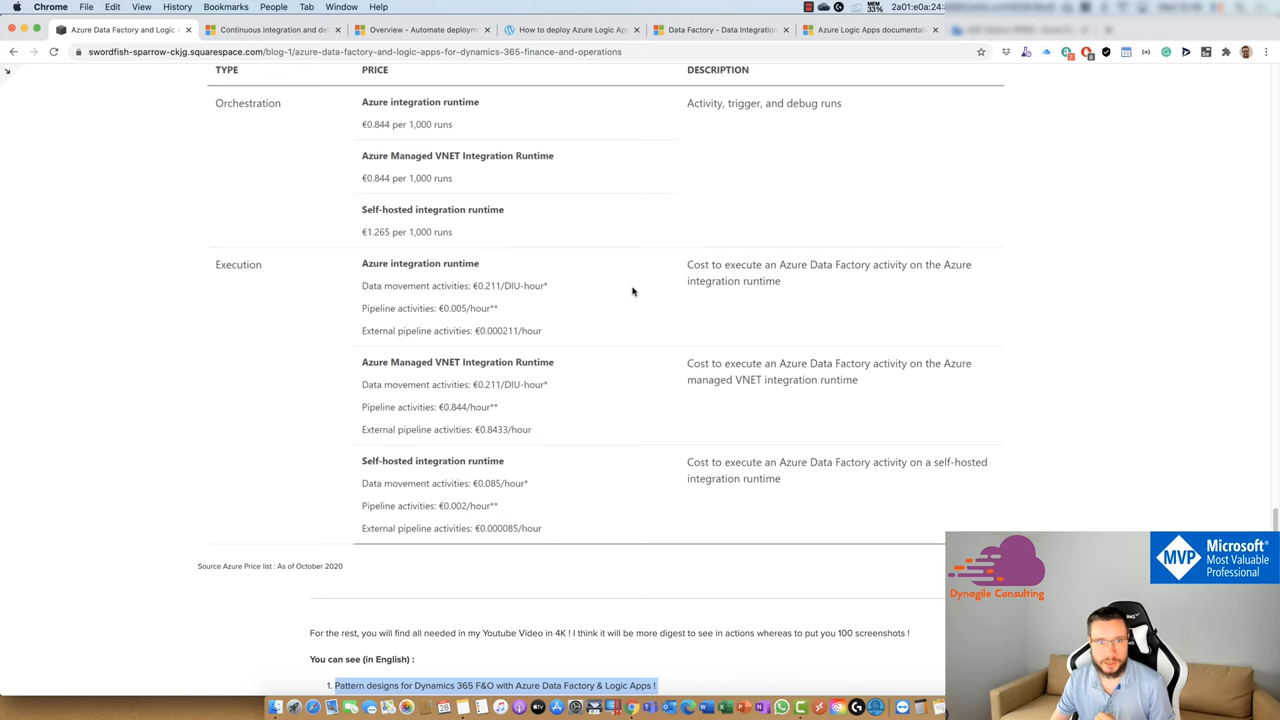 Chrome File Edit View History Bookmarks People Tab Window Help MEM 33% 2a01:e0a:24:
Azure Data Factory and Logic A Continuous integration and de Overview - Automate deploym How to deploy Azure Logic Ap Data Factory - Data Integration Azure Logic Apps documentati
swordfish-sparrow-ckjg.squarespace.com/blog-1/azure-data-factory-and-logic-apps-for-dynamics-365-finance-and-operations
TYPE PRICE DESCRIPTION
Orchestration Azure integration runtime Activity, trigger, and debug runs
€0.844 per 1,000 runs
Azure Managed VNET Integration Runtime
€0.844 per 1,000 runs
Self-hosted integration runtime
€1.265 per 1,000 runs
Execution Azure integration runtime Cost to execute an Azure Data Factory activity on the Azure
integration runtime
Data movement activities: €0.211/DIU-hour*
Pipeline activities: €0.005/hour**
External pipeline activities: €0.000211/hour
Azure Managed VNET Integration Runtime Cost to execute an Azure Data Factory activity on the Azure
managed VNET integration runtime
Data movement activities: €0.211/DIU-hour*
Pipeline activities: €0.844/hour**
External pipeline activities: €0.8433/hour
Self-hosted integration runtime Cost to execute an Azure Data Factory activity on a self-hosted
integration runtime
Data movement activities: €0.085/hour*
Pipeline activities: €0.002/hour**
External pipeline activities: €0.000085/hour
Source Azure Price list : As of October 2020
For the rest, you will find all needed in my Youtube Video in 4K ! I think it will be more digest to see in actions whereas to put you 100 screenshots !
You can see (in English) :
1. Pattern designs for Dynamics 365 F&O with Azure Data Factory & Logic Apps !
Dynagile Consulting
MVP Microsoft®
Most Valuable
Professional